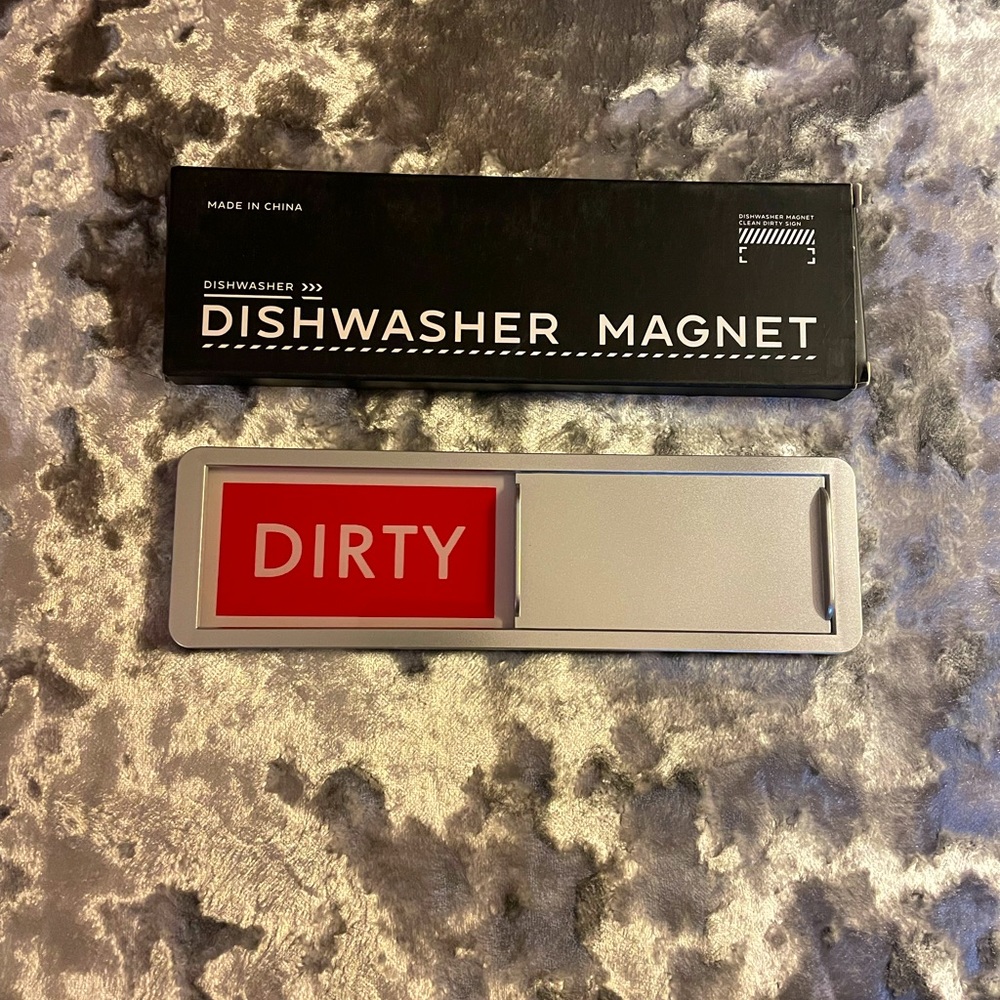 MADE IN CHINA
DISHWASHER MAGNET
CLEAN DIRTY SIGN
DISHWASHER >>>
DISHWASHER MAGNET
DIRTY